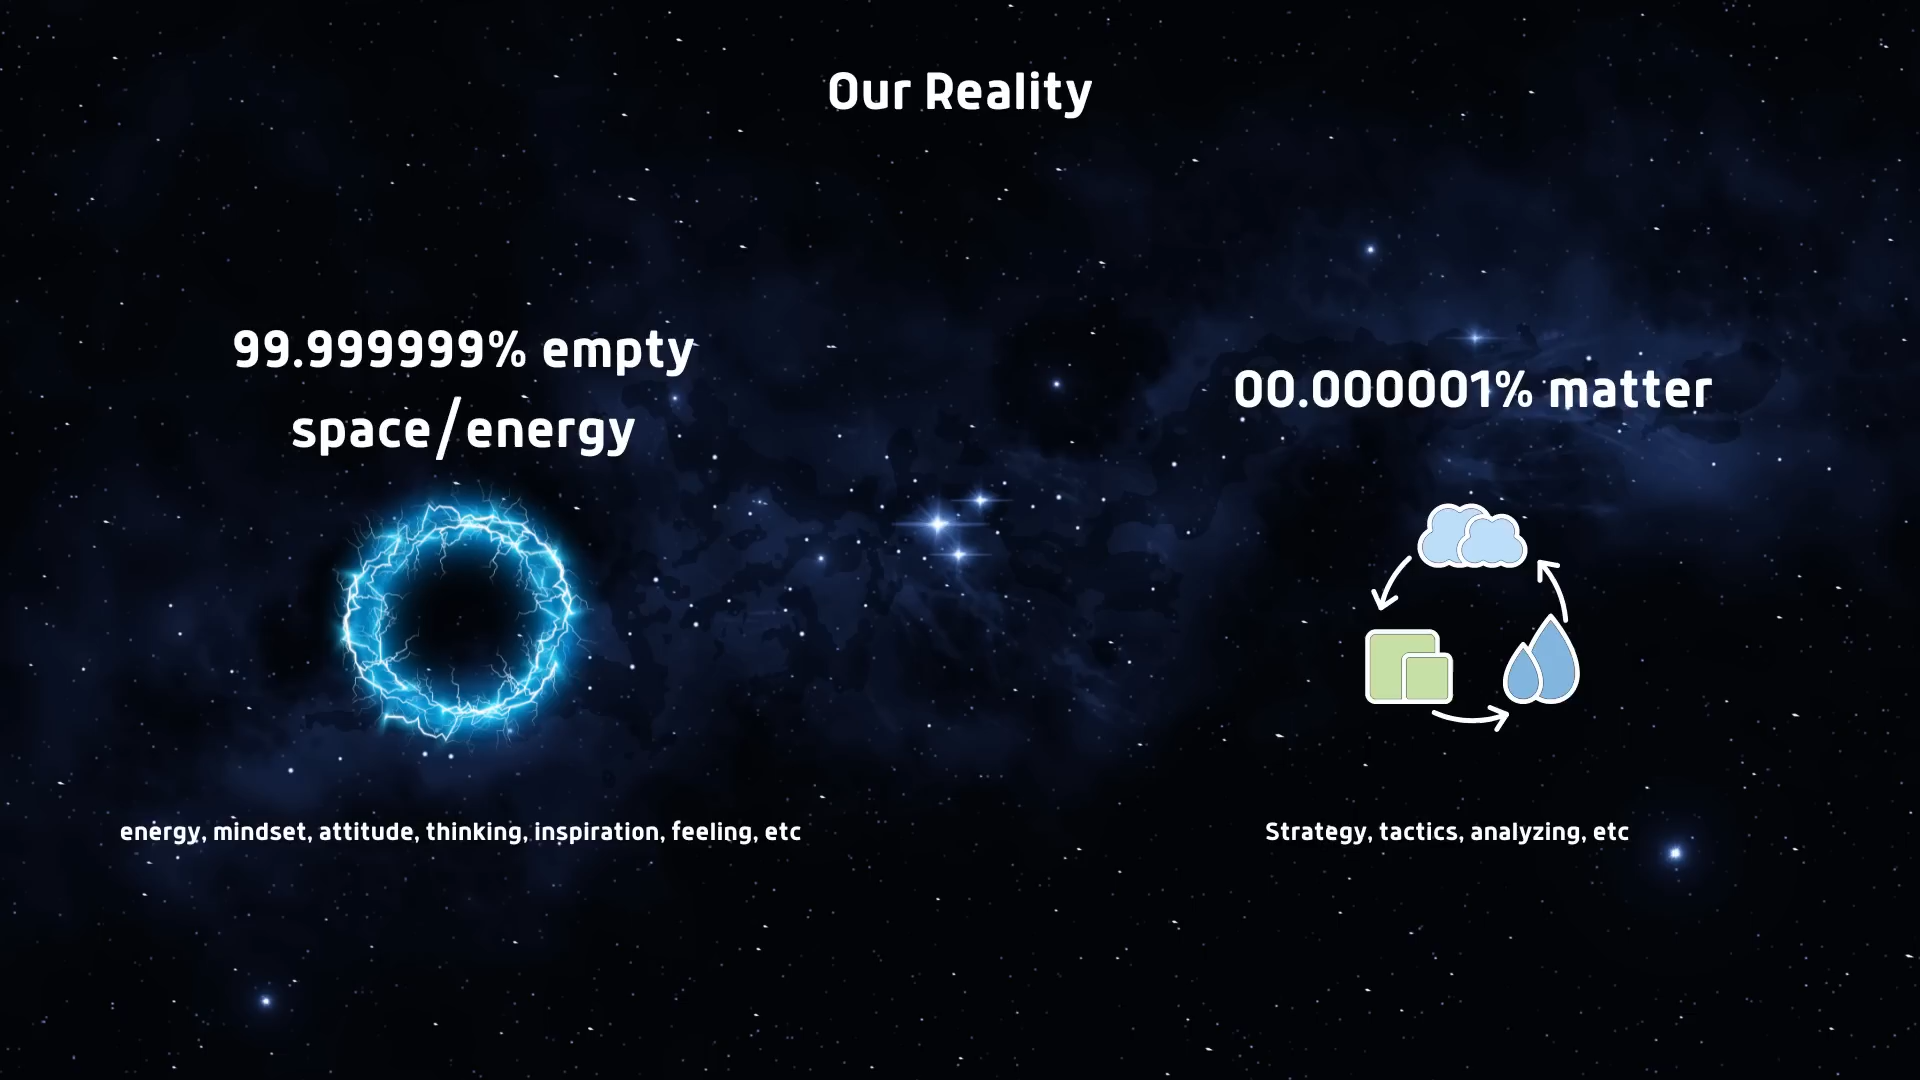 Our Reality
99.999999% empty
space/energy
00.000001% matter
energy, mindset, attitude, thinking, inspiration, feeling, etc
Strategy, tactics, analyzing, etc